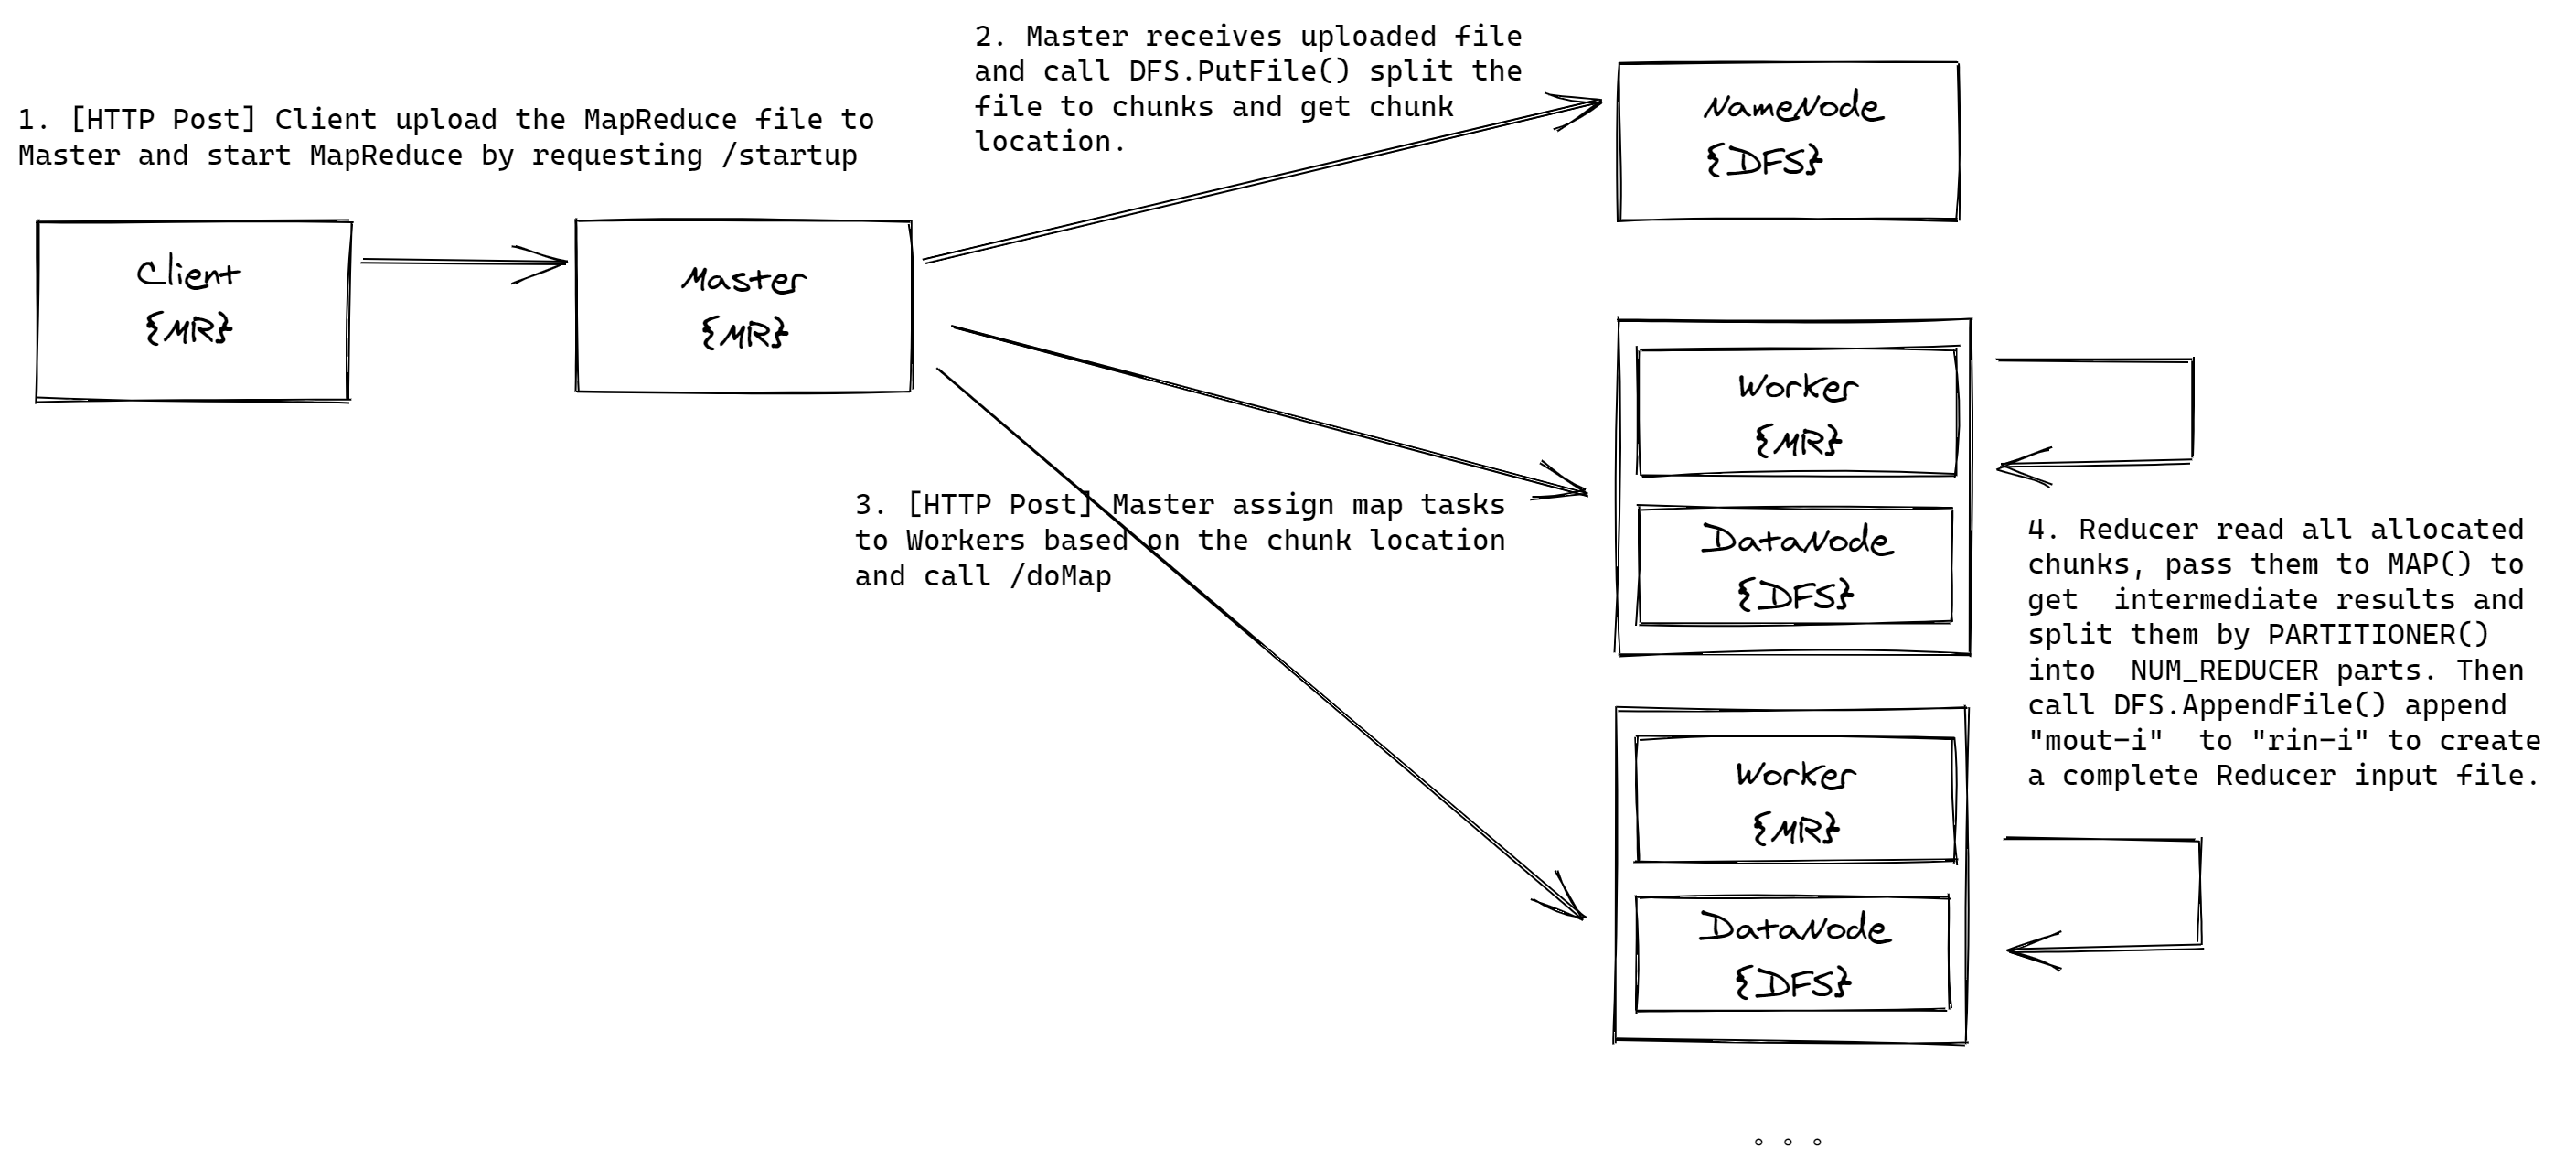 1. [HTTP Post] Client upload the MapReduce file to
Master and start MapReduce by requesting /startup
2. Master receives uploaded file
and call DFS.PutFile() split the
file to chunks and get chunk
location.
Client
{MR}
Master
{MR}
NameNode
{DFS}
3. [HTTP Post] Master assign map tasks
to Workers based on the chunk location
and call /doMap
Worker
{MR}
DataNode
{DFS}
4. Reducer read all allocated
chunks, pass them to MAP() to
get  intermediate results and
split them by PARTITIONER()
into  NUM_REDUCER parts. Then
call DFS.AppendFile() append
"mout-i"  to "rin-i" to create
a complete Reducer input file.
Worker
{MR}
DataNode
{DFS}
。。。